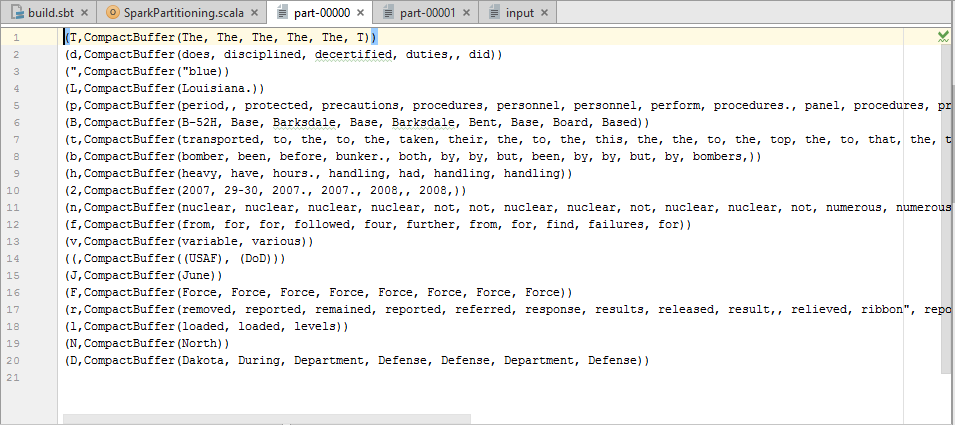 build.sbt SparkPartitioning.scala part-00000 part-00001 input
1 (T,CompactBuffer(The, The, The, The, The, T))
2 (d,CompactBuffer(does, disciplined, decertified, duties,, did))
3 (",CompactBuffer("blue))
4 (L,CompactBuffer(Louisiana.))
5 (p,CompactBuffer(period,, protected, precautions, procedures, personnel, personnel, perform, procedures., panel, procedures, pr
6 (B,CompactBuffer(B-52H, Base, Barksdale, Base, Barksdale, Bent, Base, Board, Based))
7 (t,CompactBuffer(transported, to, the, to, the, taken, their, the, to, the, this, the, the, to, the, top, the, to, that, the, t
8 (b,CompactBuffer(bomber, been, before, bunker., both, by, by, but, been, by, by, but, by, bombers,))
9 (h,CompactBuffer(heavy, have, hours., handling, had, handling, handling))
10 (2,CompactBuffer(2007, 29-30, 2007., 2007., 2008,, 2008,))
11 (n,CompactBuffer(nuclear, nuclear, nuclear, nuclear, not, not, nuclear, nuclear, not, nuclear, nuclear, not, numerous, numerous
12 (f,CompactBuffer(from, for, for, followed, four, further, from, for, find, failures, for))
13 (v,CompactBuffer(variable, various))
14 ((,CompactBuffer((USAF), (DoD)))
15 (J,CompactBuffer(June))
16 (F,CompactBuffer(Force, Force, Force, Force, Force, Force, Force, Force))
17 (r,CompactBuffer(removed, reported, remained, reported, referred, response, results, released, result,, relieved, ribbon", repo
18 (l,CompactBuffer(loaded, loaded, levels))
19 (N,CompactBuffer(North))
20 (D,CompactBuffer(Dakota, During, Department, Defense, Defense, Department, Defense))
21